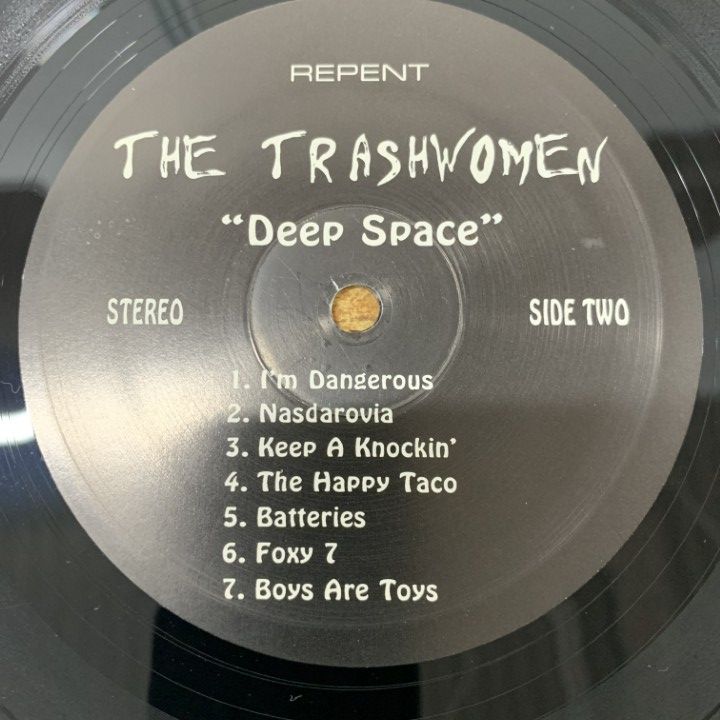 REPENT
THE TRASHWOMEN
“Deep Space”
STEREO SIDE TWO
1. I'm Dangerous
2. Nasdarovia
3. Keep A Knockin'
4. The Happy Taco
5. Batteries
6. Foxy 7
7. Boys Are Toys